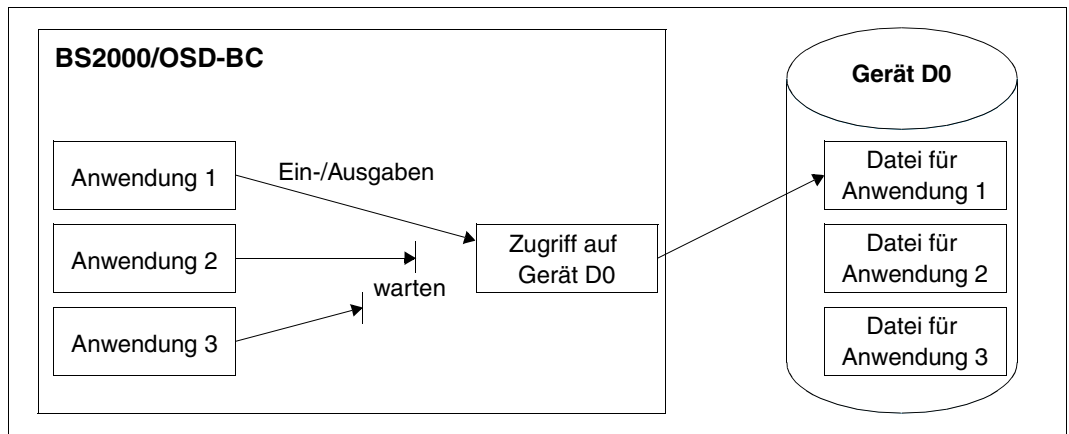 BS2000/OSD-BC
Gerät D0
Anwendung 1
Ein-/Ausgaben
Anwendung 2
warten
Anwendung 3
Zugriff auf
Gerät D0
Datei für
Anwendung 1
Datei für
Anwendung 2
Datei für
Anwendung 3